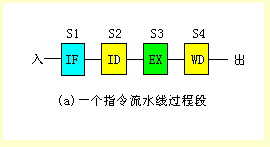 S1 S2 S3 S4
入 IF ID EX WD 出
(a)一个指令流水线过程段